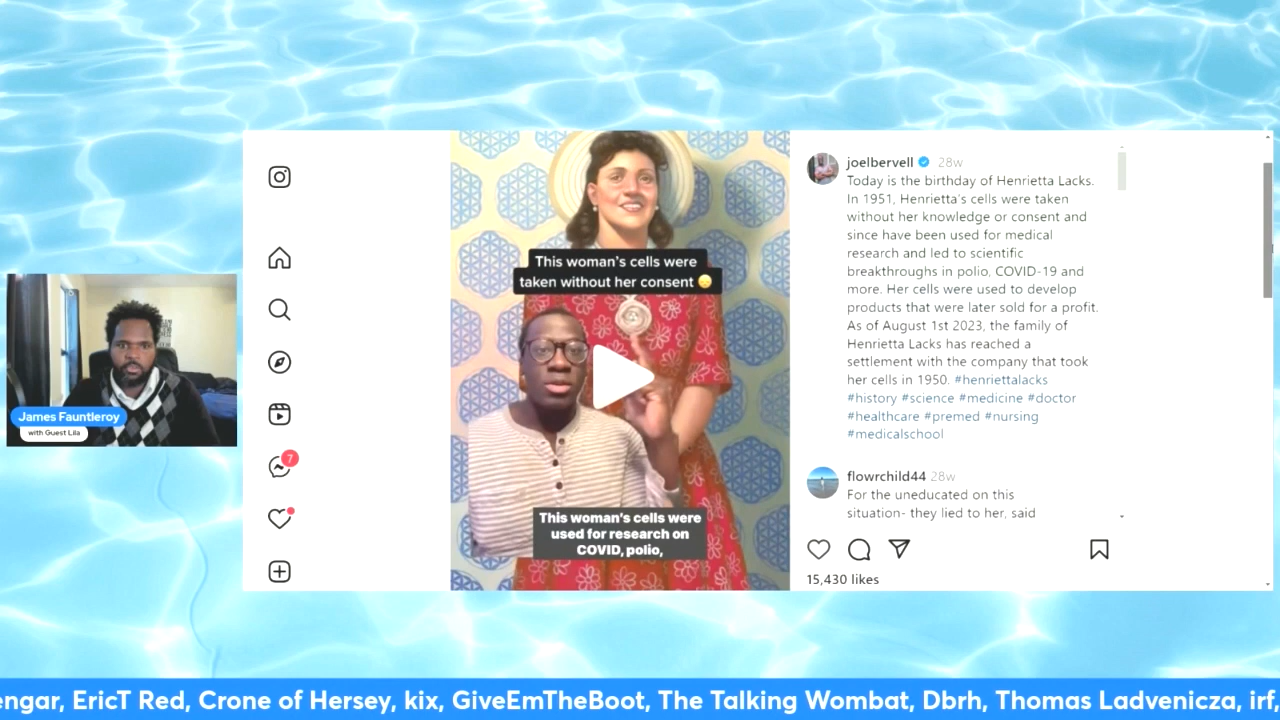 James Fauntleroy
with Guest Lila
7
This woman's cells were
taken without her consent 😔
This woman's cells were
used for research on
COVID, polio,
joelbervell 28w
Today is the birthday of Henrietta Lacks.
In 1951, Henrietta's cells were taken
without her knowledge or consent and
since have been used for medical
research and led to scientific
breakthroughs in polio, COVID-19 and
more. Her cells were used to develop
products that were later sold for a profit.
As of August 1st 2023, the family of
Henrietta Lacks has reached a
settlement with the company that took
her cells in 1950. #henriettalacks
#history #science #medicine #doctor
#healthcare #premed #nursing
#medicalschool
flowrchild44 28w
For the uneducated on this
situation- they lied to her, said
15,430 likes
engar, EricT Red, Crone of Hersey, kix, GiveEmTheBoot, The Talking Wombat, Dbrh, Thomas Ladvenicza, irf,